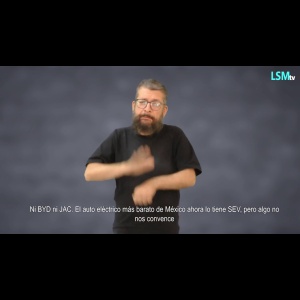 LSMtv
Ni BYD ni JAC. El auto eléctrico más barato de México ahora lo tiene SEV, pero algo no
nos convence